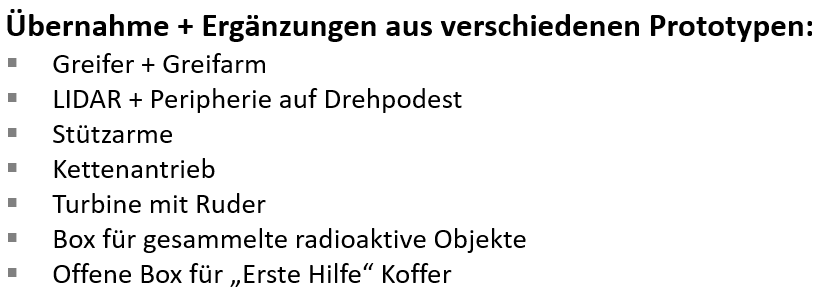 Übernahme + Ergänzungen aus verschiedenen Prototypen:
▪ Greifer + Greifarm
▪ LIDAR + Peripherie auf Drehpodest
▪ Stützarme
▪ Kettenantrieb
▪ Turbine mit Ruder
▪ Box für gesammelte radioaktive Objekte
▪ Offene Box für „Erste Hilfe“ Koffer